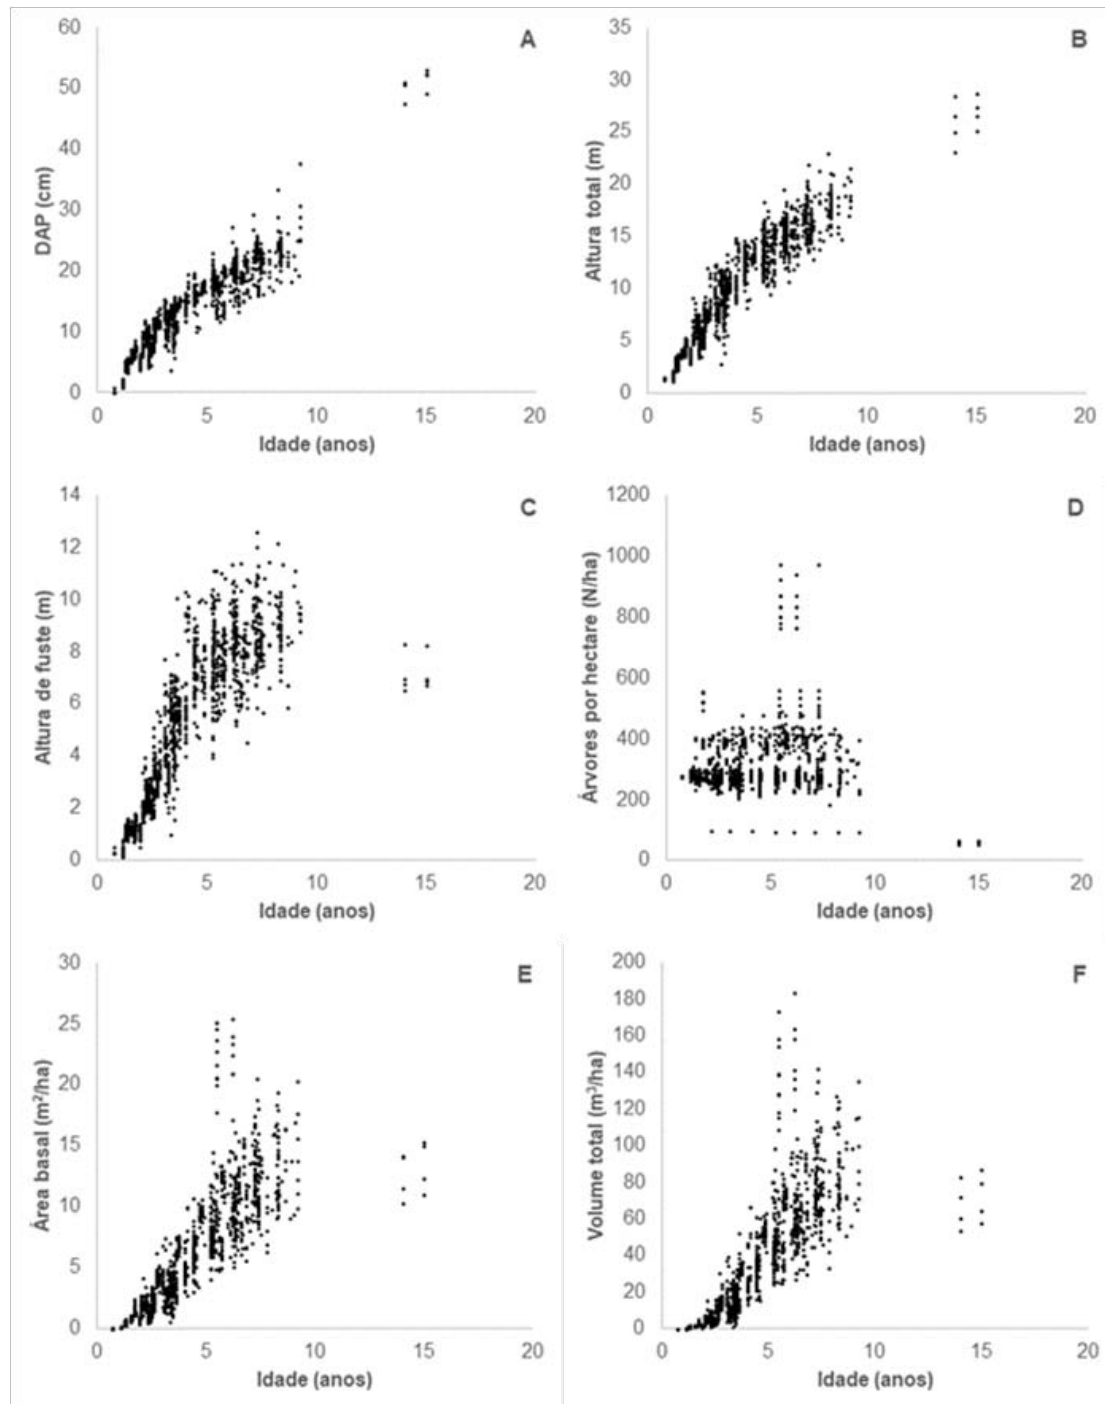 A
60
50
40
30
20
10
0
DAP (cm)
0 5 10 15 20
Idade (anos)
B
35
30
25
20
15
10
5
0
Altura total (m)
0 5 10 15 20
Idade (anos)
C
14
12
10
8
6
4
2
0
Altura de fuste (m)
0 5 10 15 20
Idade (anos)
D
1200
1000
800
600
400
200
0
Árvores por hectare (N/ha)
0 5 10 15 20
Idade (anos)
E
30
25
20
15
10
5
0
Área basal (m²/ha)
0 5 10 15 20
Idade (anos)
F
200
180
160
140
120
100
80
60
40
20
0
Volume total (m³/ha)
0 5 10 15 20
Idade (anos)